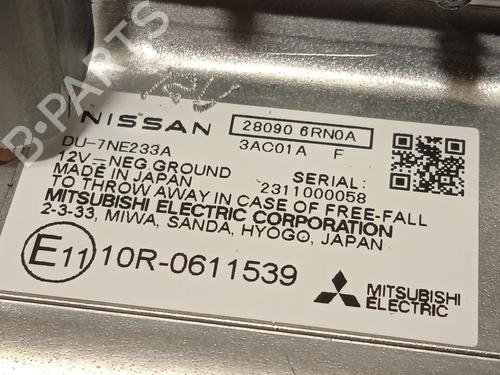 B-PARTS
NISSAN
28090 6RN0A
DU-7NE233A
3AC01A F
12V⎓NEG GROUND
MADE IN JAPAN
SERIAL:
2311000058
TO THROW AWAY IN CASE OF FREE-FALL
MITSUBISHI ELECTRIC CORPORATION
2-3-33, MIWA, SANDA, HYOGO, JAPAN
E11 10R-0611539
MITSUBISHI
ELECTRIC